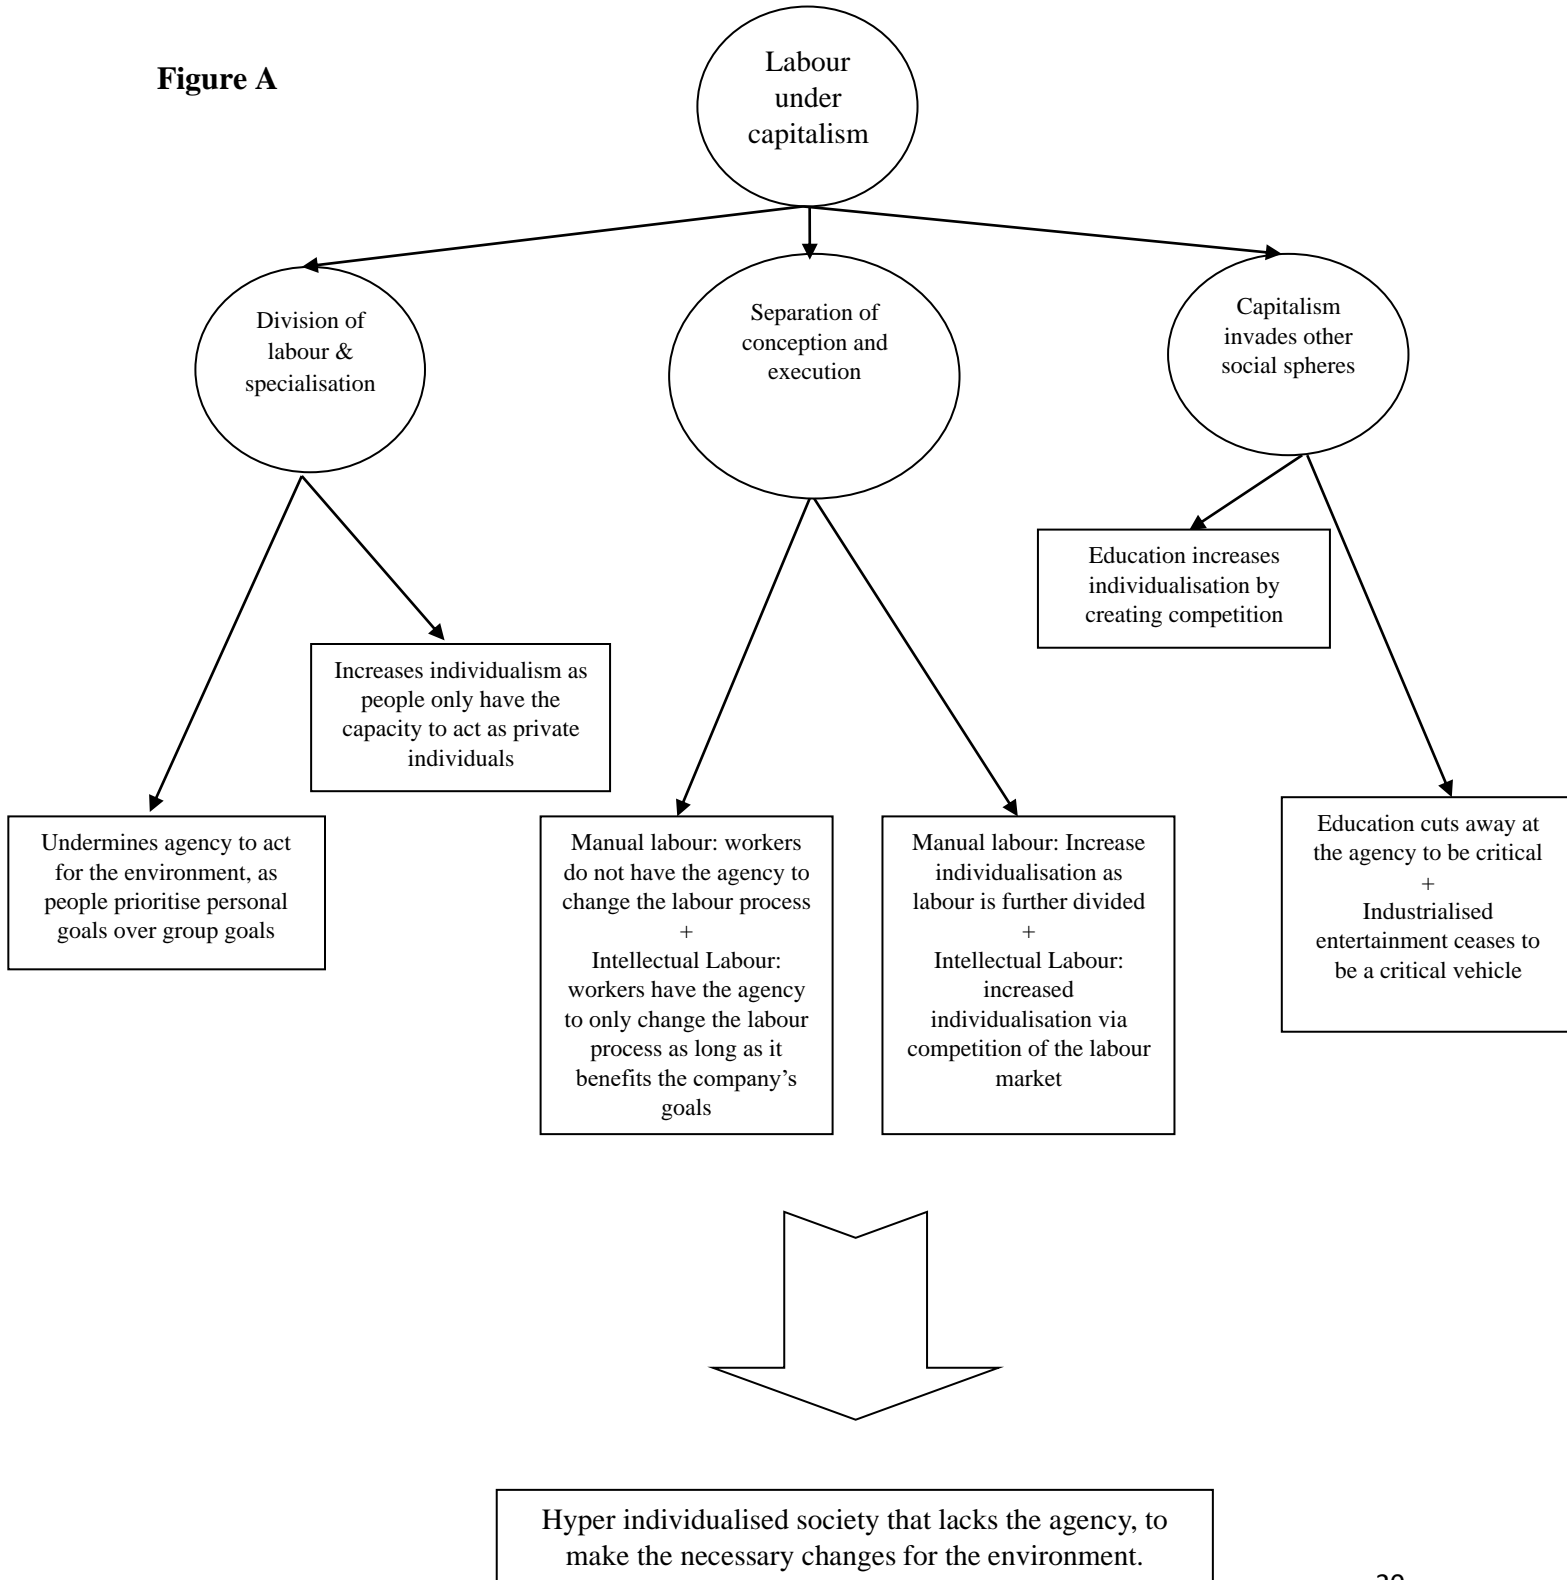 Figure A
Labour
under
capitalism
Division of
labour &
specialisation
Separation of
conception and
execution
Capitalism
invades other
social spheres
Education increases
individualisation by
creating competition
Increases individualism as
people only have the
capacity to act as private
individuals
Undermines agency to act
for the environment, as
people prioritise personal
goals over group goals
Manual labour: workers
do not have the agency to
change the labour process
+
Intellectual Labour:
workers have the agency
to only change the labour
process as long as it
benefits the company’s
goals
Manual labour: Increase
individualisation as
labour is further divided
+
Intellectual Labour:
increased
individualisation via
competition of the labour
market
Education cuts away at
the agency to be critical
+
Industrialised
entertainment ceases to
be a critical vehicle
Hyper individualised society that lacks the agency, to
make the necessary changes for the environment.